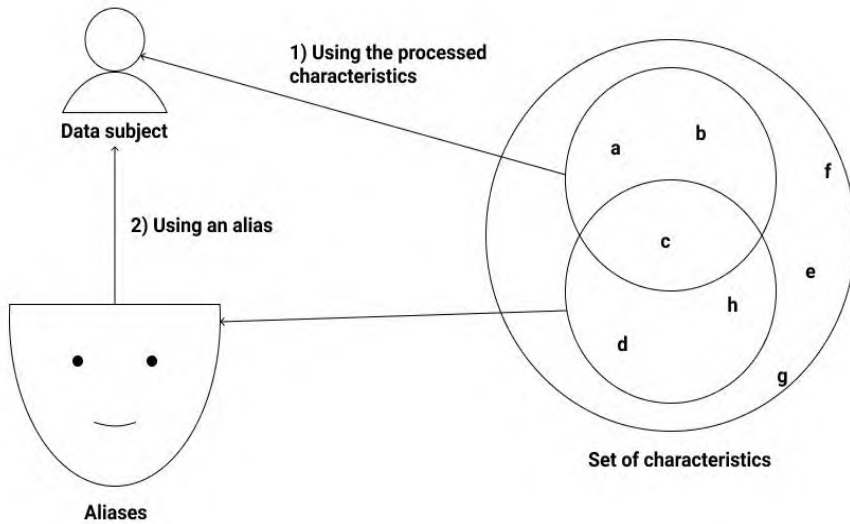 1) Using the processed
characteristics
Data subject
a
b
f
2) Using an alias
c
e
h
d
g
Set of characteristics
Aliases